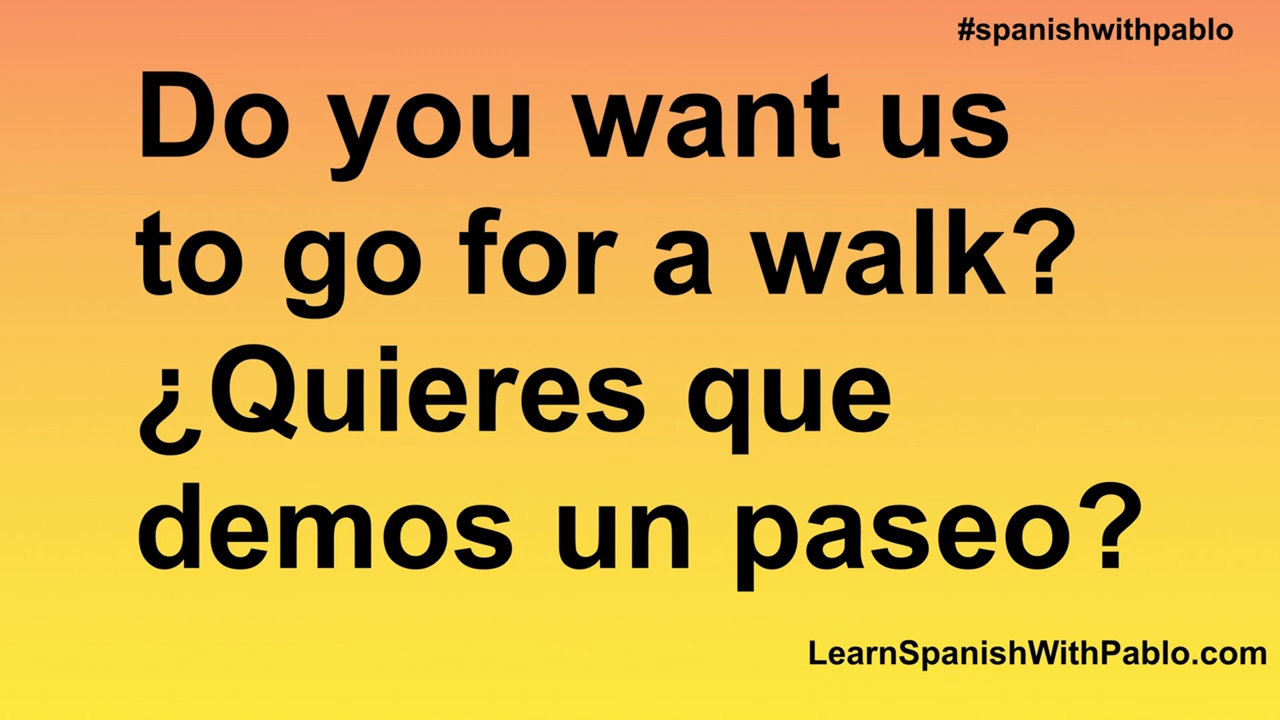 #spanishwithpablo
Do you want us
to go for a walk?
¿Quieres que
demos un paseo?
LearnSpanishWithPablo.com